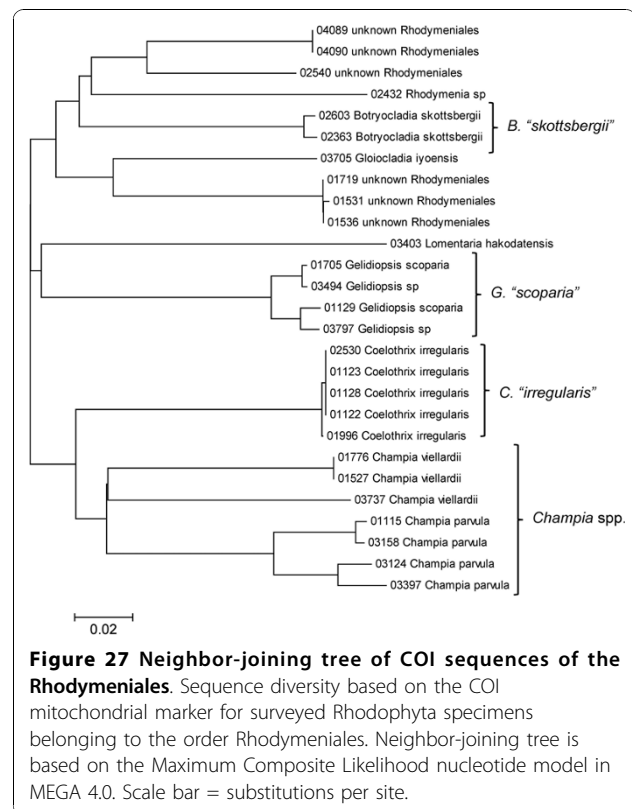 04089 unknown Rhodymeniales
04090 unknown Rhodymeniales
02540 unknown Rhodymeniales
02432 Rhodymenia sp
02603 Botryocladia skottsbergii
02363 Botryocladia skottsbergii
B. "skottsbergii"
03705 Gloiocladia iyoensis
01719 unknown Rhodymeniales
01531 unknown Rhodymeniales
01536 unknown Rhodymeniales
03403 Lomentaria hakodatensis
01705 Gelidiopsis scoparia
03494 Gelidiopsis sp
01129 Gelidiopsis scoparia
03797 Gelidiopsis sp
G. "scoparia"
02530 Coelothrix irregularis
01123 Coelothrix irregularis
01128 Coelothrix irregularis
01122 Coelothrix irregularis
01996 Coelothrix irregularis
C. "irregularis"
01776 Champia viellardii
01527 Champia viellardii
03737 Champia viellardii
01115 Champia parvula
03158 Champia parvula
03124 Champia parvula
03397 Champia parvula
Champia spp.
0.02
Figure 27 Neighbor-joining tree of COI sequences of the
Rhodymeniales. Sequence diversity based on the COI
mitochondrial marker for surveyed Rhodophyta specimens
belonging to the order Rhodymeniales. Neighbor-joining tree is
based on the Maximum Composite Likelihood nucleotide model in
MEGA 4.0. Scale bar = substitutions per site.